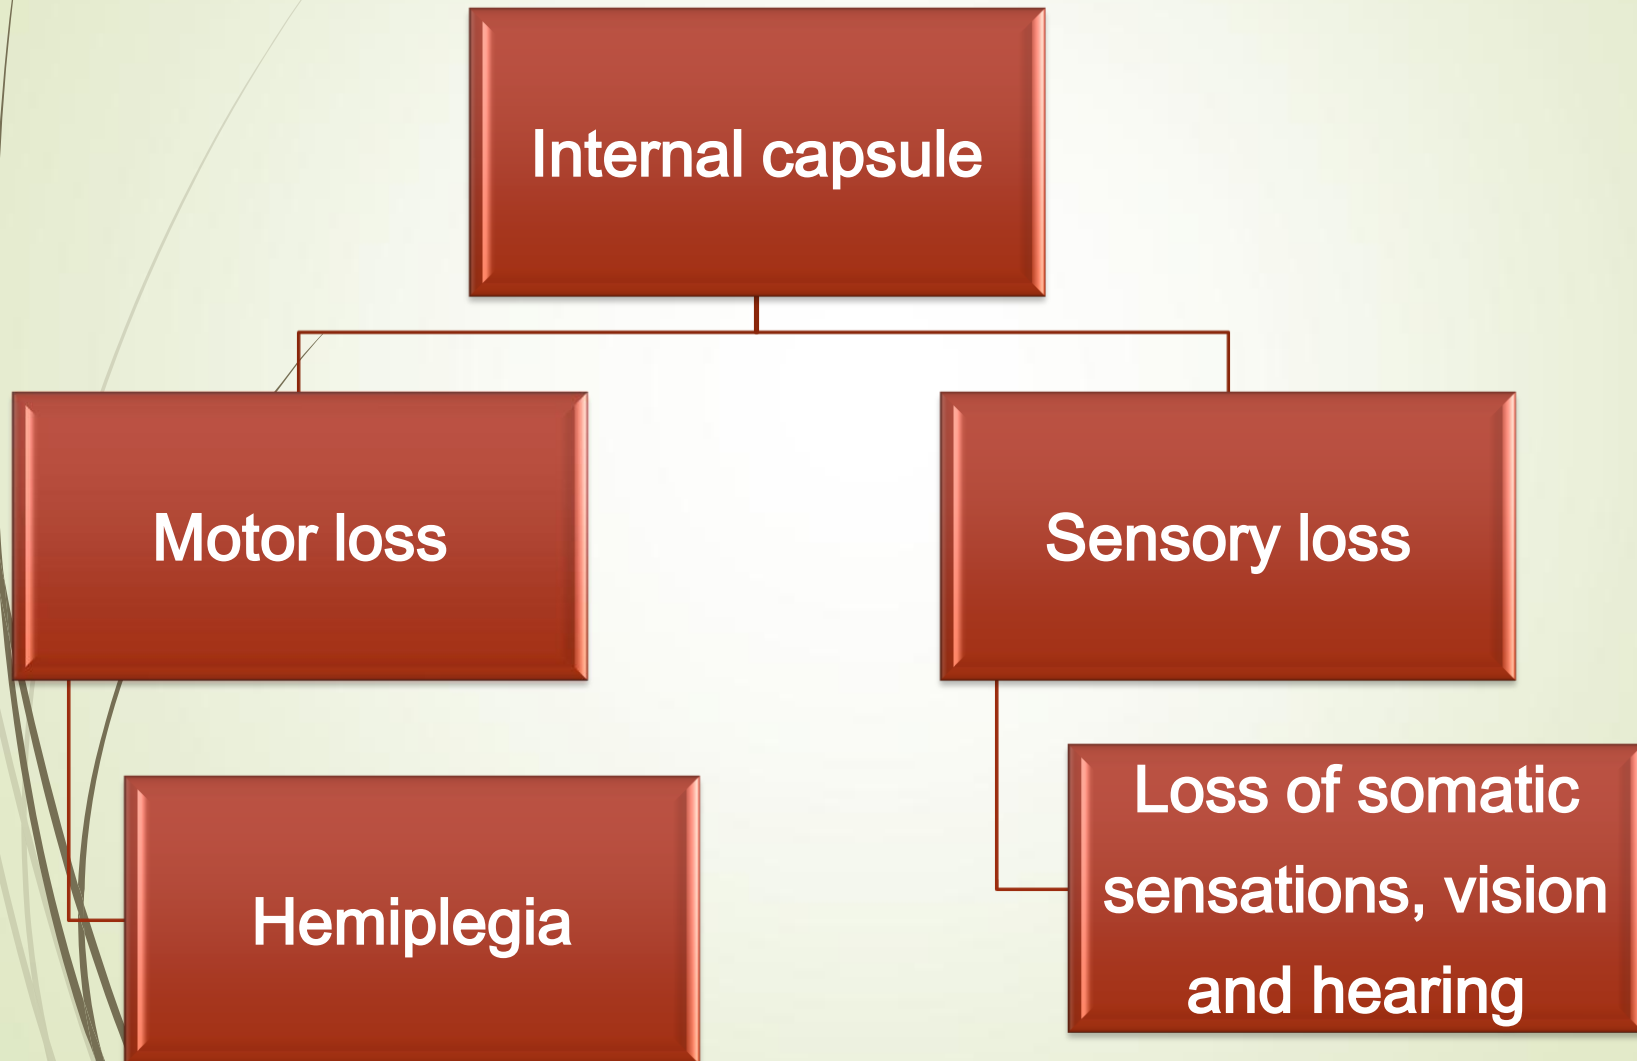 Internal capsule
Motor loss
Sensory loss
Hemiplegia
Loss of somatic
sensations, vision
and hearing